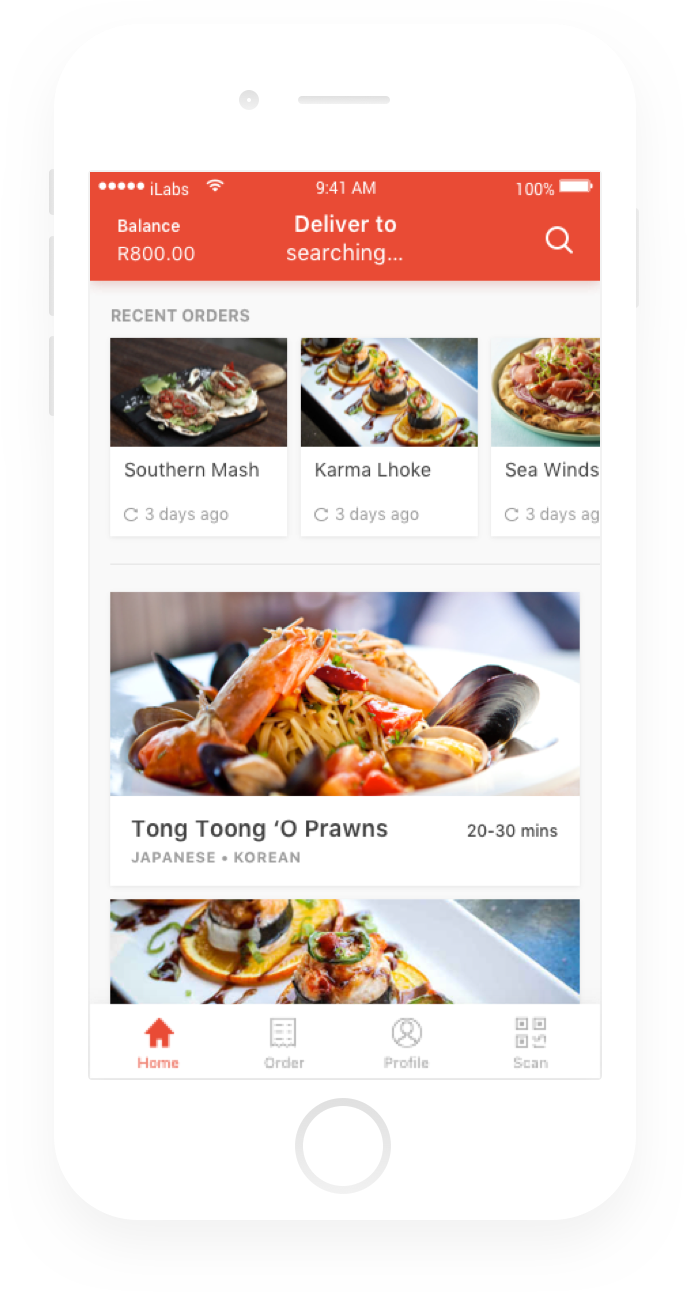 iLabs 9:41 AM 100%
Balance
R800.00
Deliver to
searching...
RECENT ORDERS
Southern Mash
3 days ago
Karma Lhoke
3 days ago
Sea Winds
3 days ag
Tong Toong ‘O Prawns
20-30 mins
JAPANESE • KOREAN
Home Order Profile Scan